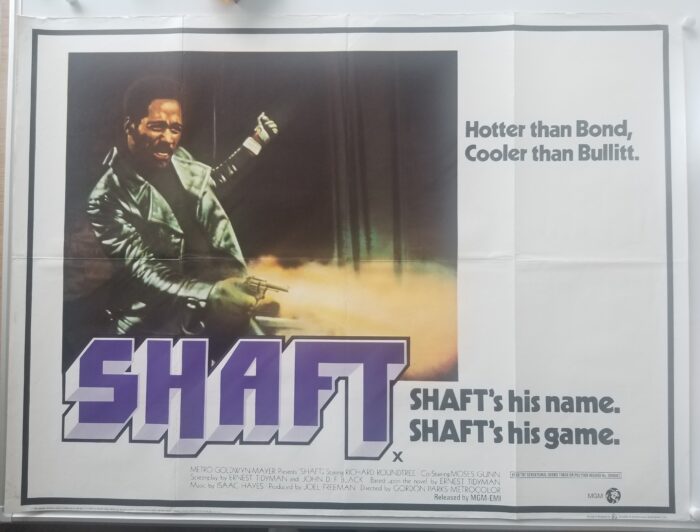 Hotter than Bond,
Cooler than Bullitt.
SHAFT
SHAFT's his name.
SHAFT's his game.
X
METRO-GOLDWYN-MAYER Presents "SHAFT" Starring RICHARD ROUNDTREE Co-Starring MOSES GUNN
Screenplay by ERNEST TIDYMAN and JOHN D.F. BLACK Based upon the novel by ERNEST TIDYMAN
Music by ISAAC HAYES Produced by JOEL FREEMAN Directed by GORDON PARKS METROCOLOR
Released by MGM-EMI
MGM